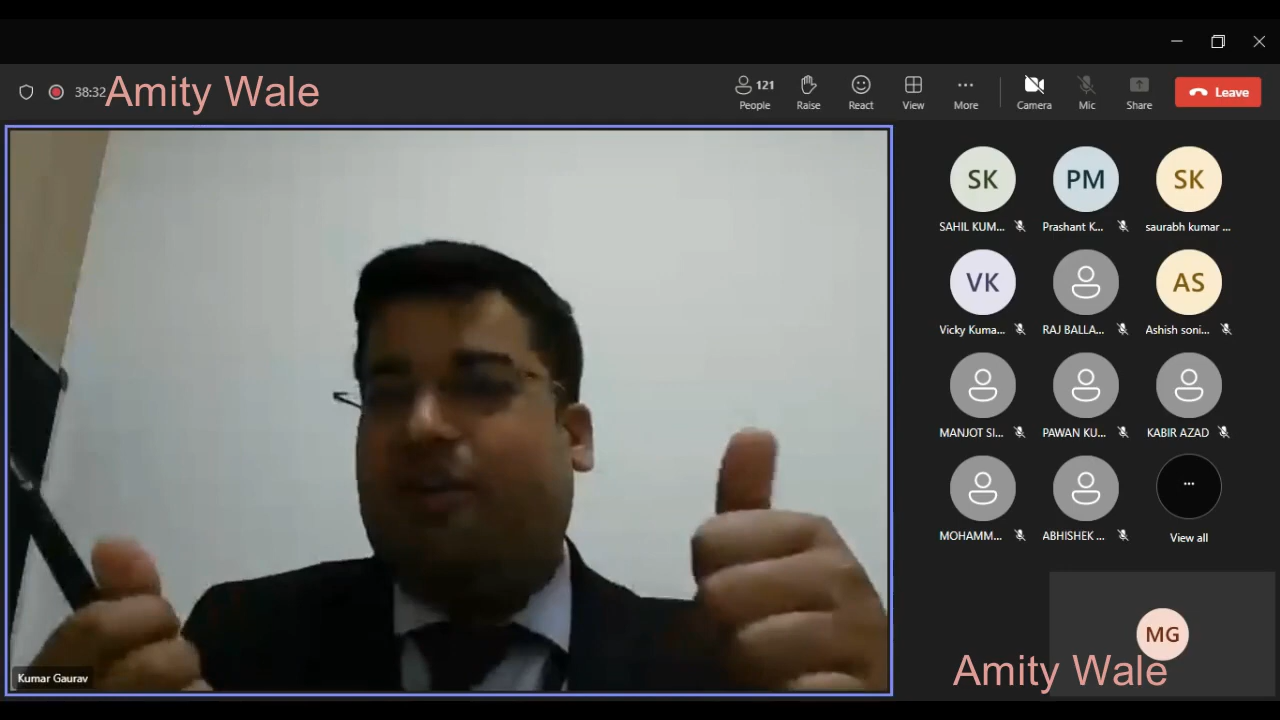 38:32
Amity Wale
121
People
Raise
React
View
More
Camera
Mic
Share
Leave
SK
PM
SK
SAHIL KUM...
Prashant K...
saurabh kumar ...
VK
AS
Vicky Kuma...
RAJ BALLA...
Ashish soni...
MANJOT SI...
PAWAN KU...
KABIR AZAD
MOHAMM...
ABHISHEK ...
View all
MG
Amity Wale
Kumar Gaurav